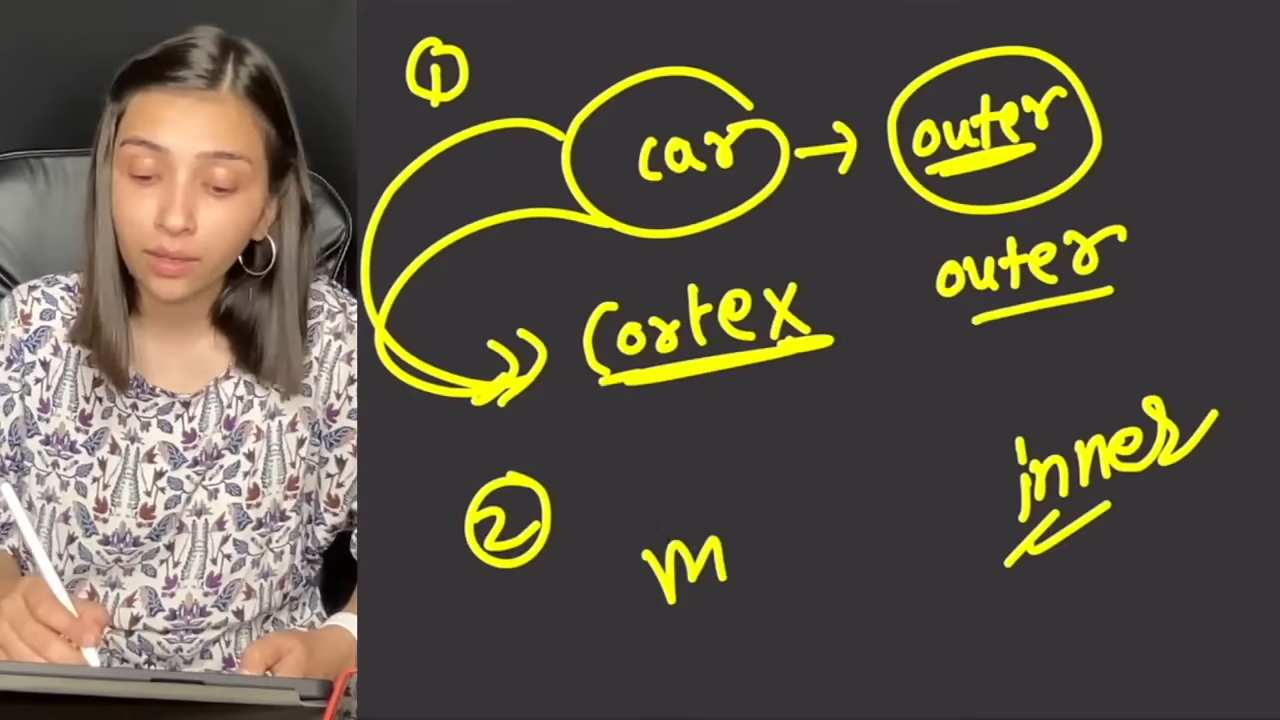 1
car → outer
outer
Cortex
inner
2
m